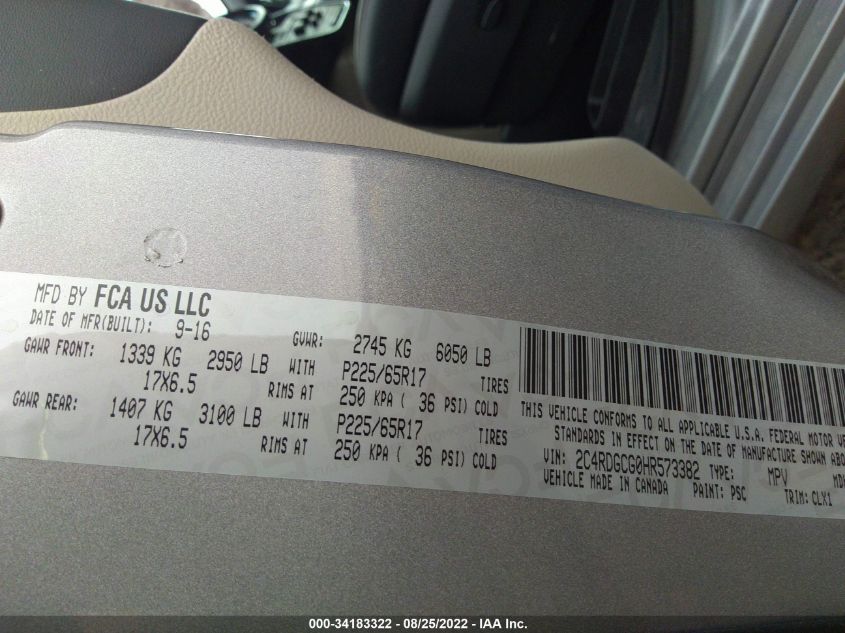 MFD BY FCA US LLC
DATE OF MFR(BUILT): 9-16
GVWR: 2745 KG 6050 LB
GAWR FRONT: 1339 KG 2950 LB WITH P225/65R17 TIRES
17X6.5 RIMS AT 250 KPA ( 36 PSI) COLD
GAWR REAR: 1407 KG 3100 LB WITH P225/65R17 TIRES
17X6.5 RIMS AT 250 KPA ( 36 PSI) COLD
THIS VEHICLE CONFORMS TO ALL APPLICABLE U.S.A. FEDERAL MOTOR
STANDARDS IN EFFECT ON THE DATE OF MANUFACTURE SHOWN
VIN: 2C4RDGCG0HR573382 TYPE: MPV
VEHICLE MADE IN CANADA PAINT: PSC TRIM: CLX1
000-34183322 - 08/25/2022 - IAA Inc.